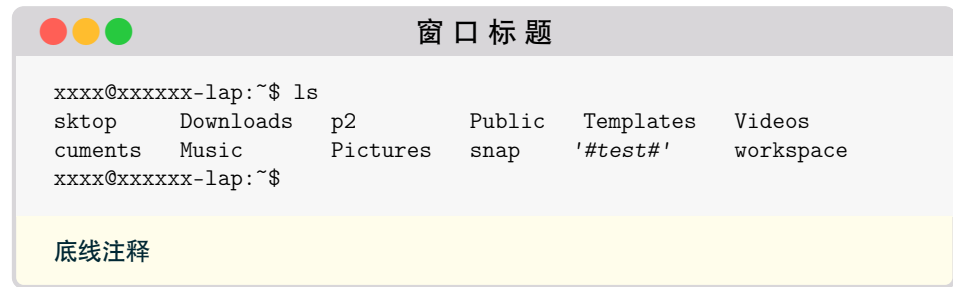 窗口标题
xxxx@xxxxxx-lap:~$ ls
sktop Downloads p2 Public Templates Videos
cuments Music Pictures snap '#test#' workspace
xxxx@xxxxxx-lap:~$
底线注释